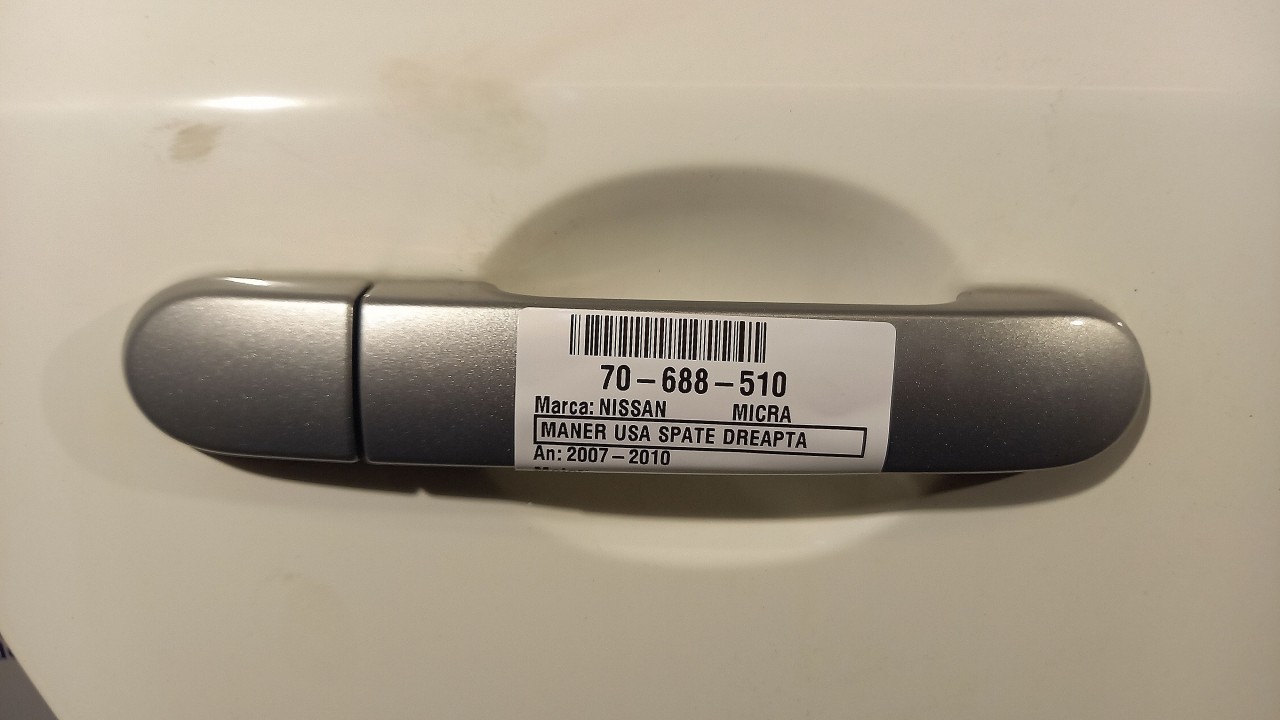 70-688-510
Marca: NISSAN MICRA
MANER USA SPATE DREAPTA
An: 2007-2010